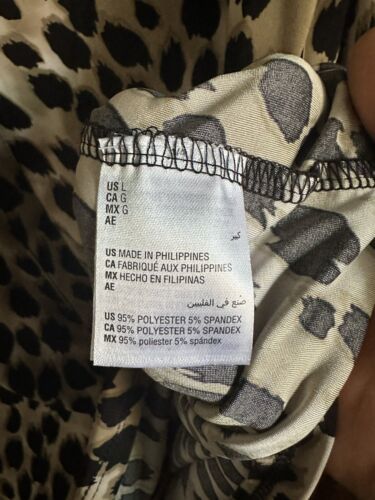 US L
CA G
MX G
AE
كبير
US MADE IN PHILIPPINES
CA FABRIQUÉ AUX PHILIPPINES
MX HECHO EN FILIPINAS
AE
صنع في الفلبين
US 95% POLYESTER 5% SPANDEX
CA 95% POLYESTER 5% SPANDEX
MX 95% poliester 5% spándex